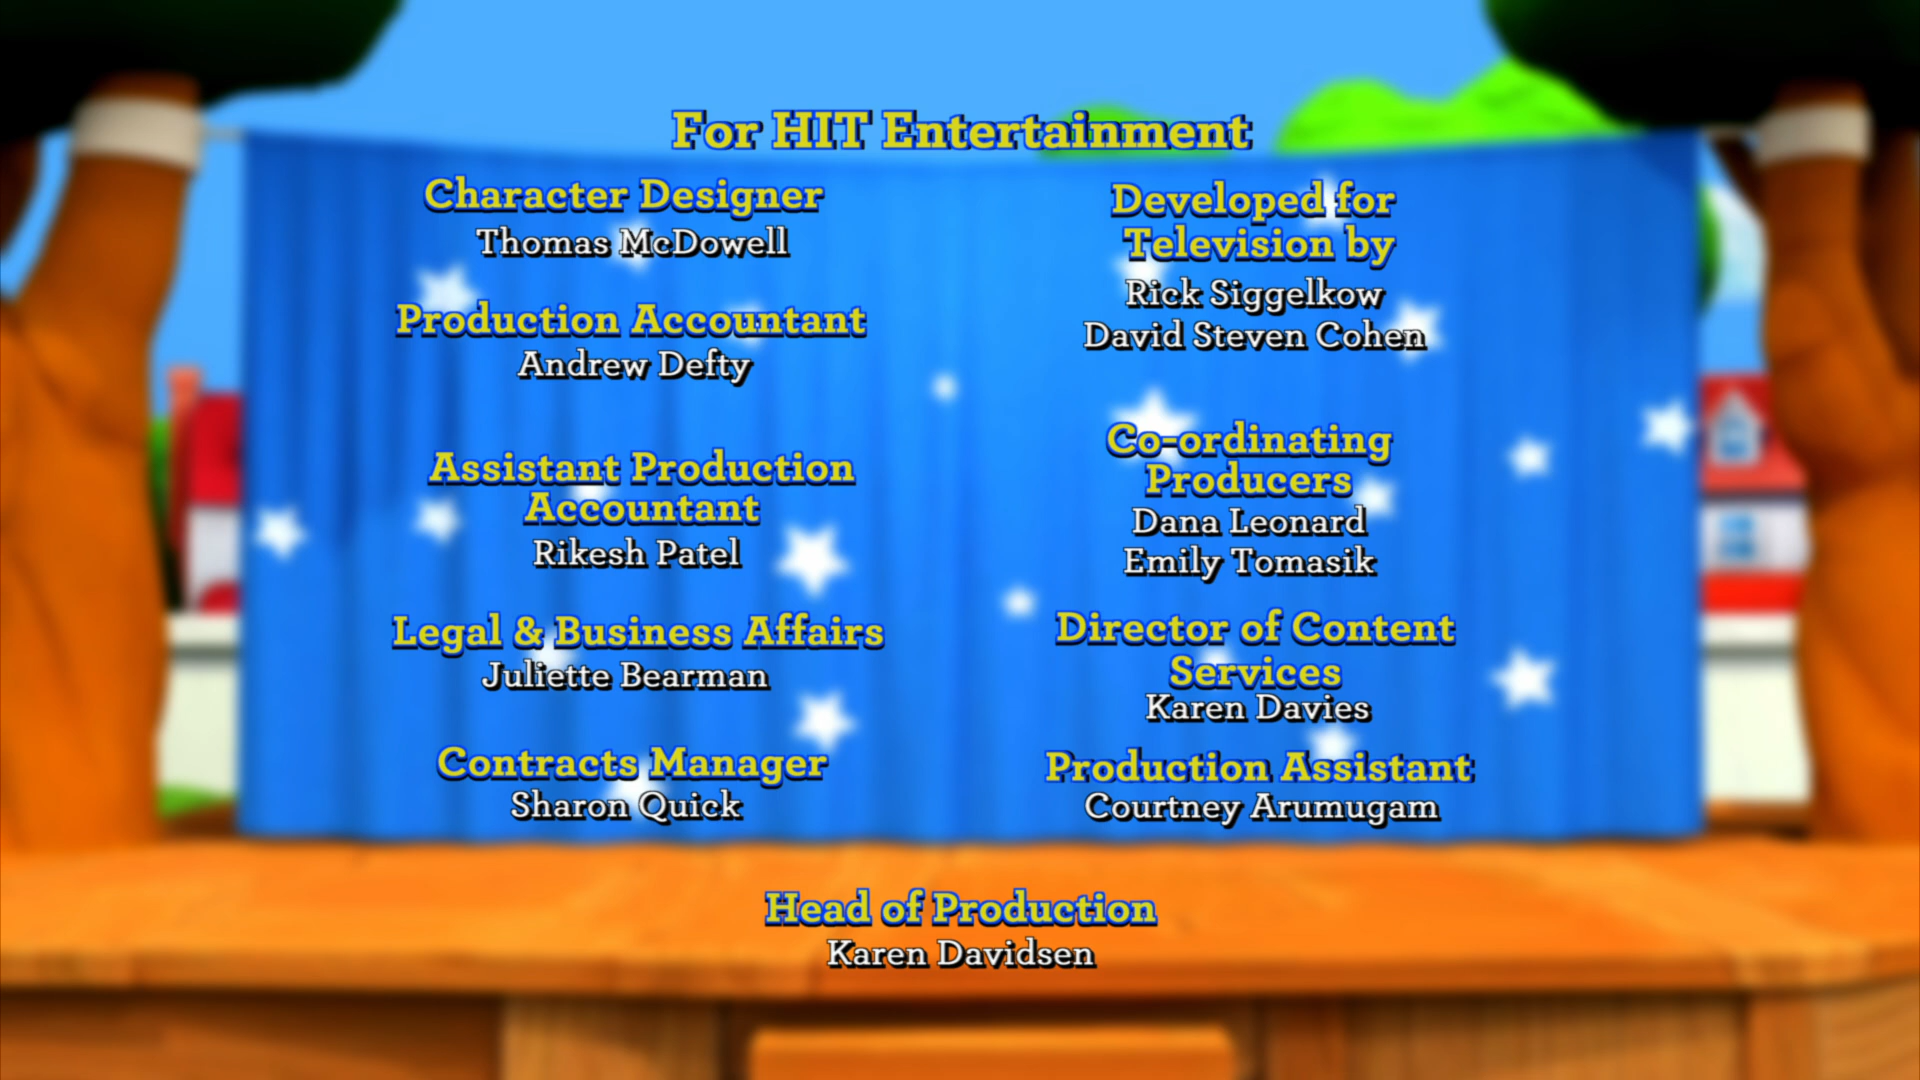 For HIT Entertainment
Character Designer
Thomas McDowell
Production Accountant
Andrew Defty
Assistant Production
Accountant
Rikesh Patel
Legal & Business Affairs
Juliette Bearman
Contracts Manager
Sharon Quick
Developed for
Television by
Rick Siggelkow
David Steven Cohen
Co-ordinating
Producers
Dana Leonard
Emily Tomasik
Director of Content
Services
Karen Davies
Production Assistant
Courtney Arumugam
Head of Production
Karen Davidsen